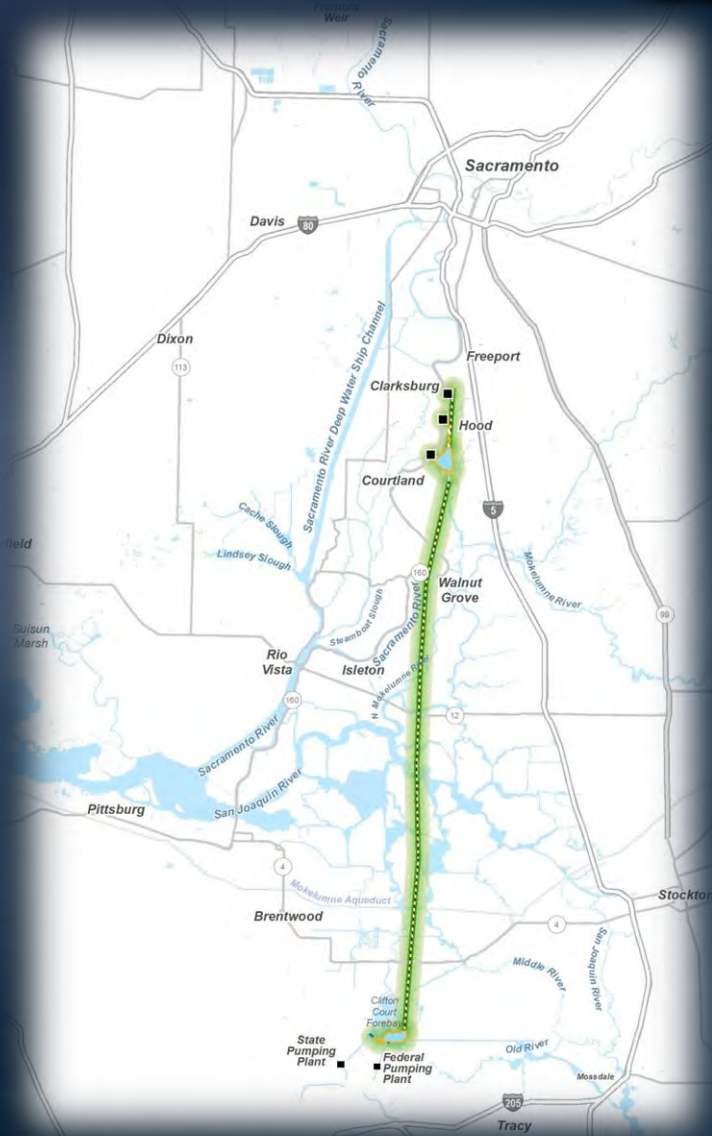 Fremont
Weir
Sacramento
River
Sacramento
Davis
80
Sacramento River Deep Water Ship Channel
Dixon
113
Freeport
Clarksburg
Hood
Courtland
5
Cache Slough
Lindsey Slough
field
Walnut
Grove
160
Mokelumne River
99
Suisun
Marsh
Steamboat Slough
Sacramento River
Rio
Vista
Isleton
N Mokelumne River
160
12
Sacramento River
San Joaquin River
Pittsburg
4
Mokelumne Aqueduct
Stockton
Brentwood
4
San Joaquin River
Middle River
Clifton
Court
Forebay
State
Pumping
Plant
Federal
Pumping
Plant
Old River
Mossdale
205
Tracy